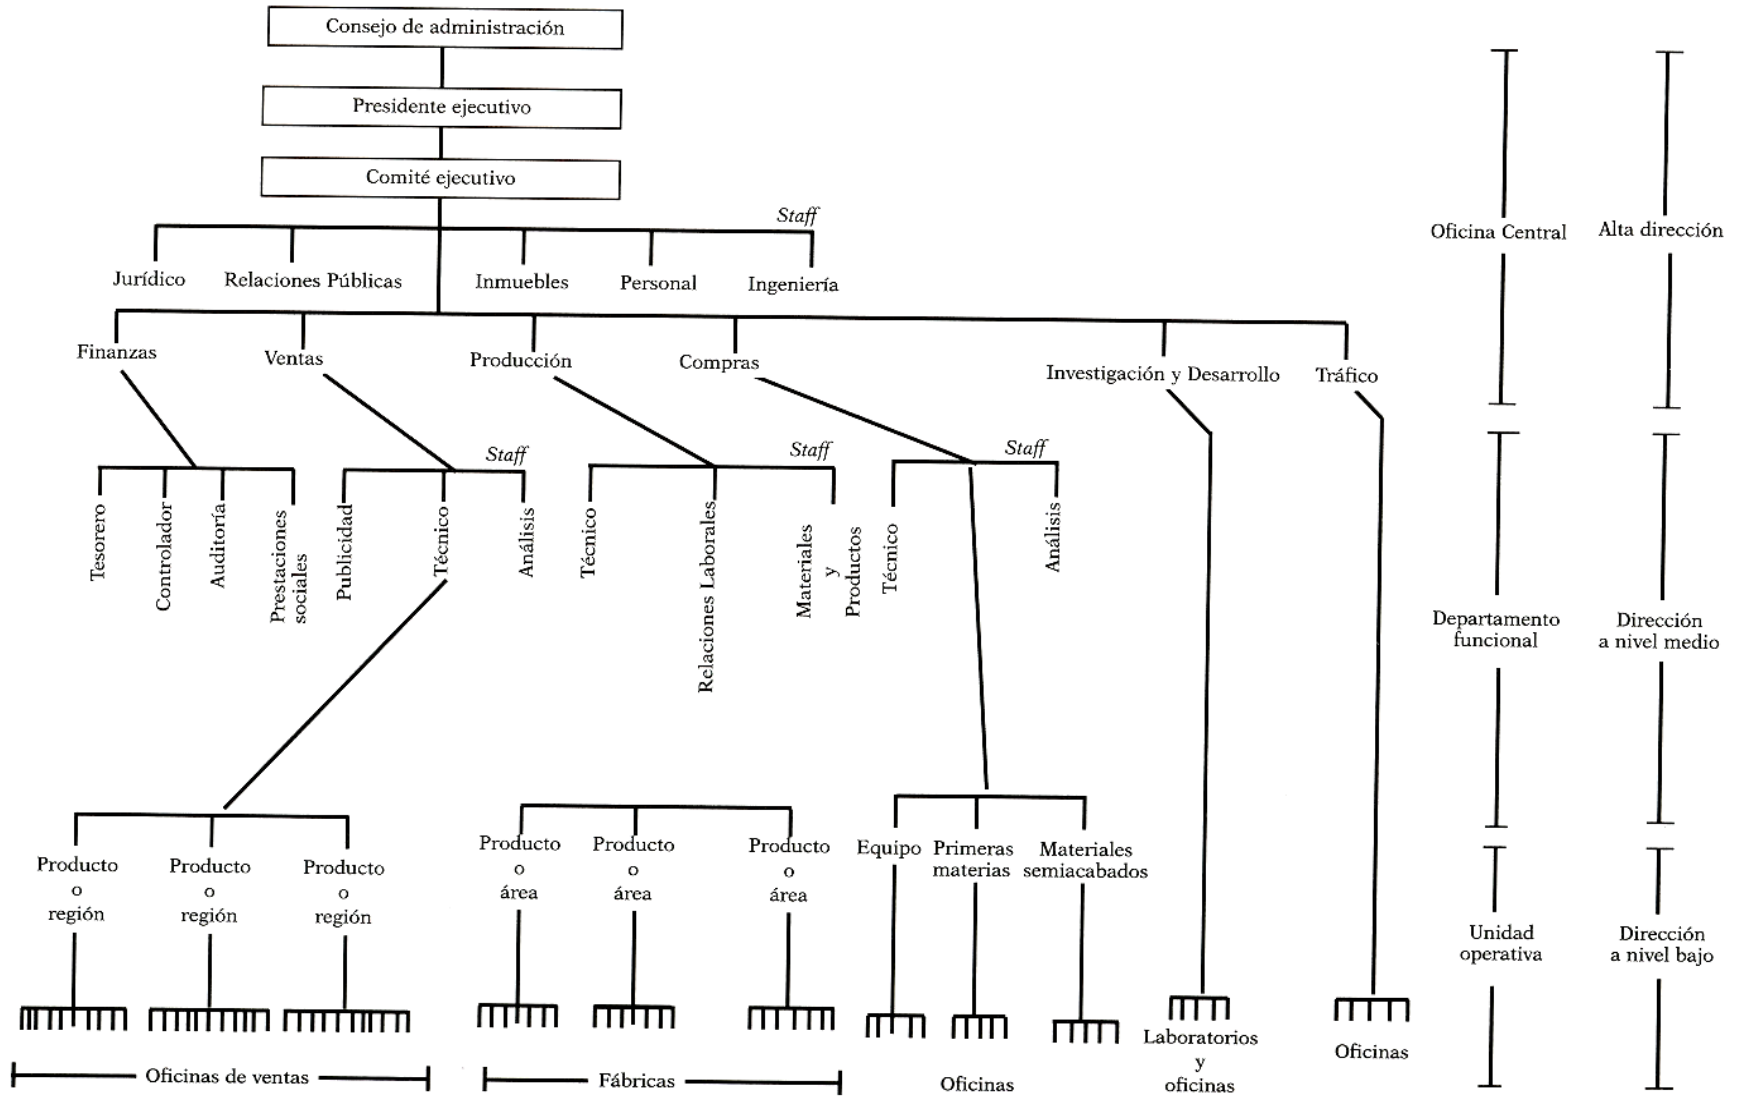 Consejo de administración
Presidente ejecutivo
Comité ejecutivo
Staff
Jurídico
Relaciones Públicas
Inmuebles
Personal
Ingeniería
Oficina Central
Alta dirección
Finanzas
Ventas
Producción
Compras
Investigación y Desarrollo
Tráfico
Staff
Staff
Staff
Tesorero
Controlador
Auditoría
Prestaciones
sociales
Publicidad
Técnico
Análisis
Técnico
Relaciones Laborales
Materiales
y
Productos
Técnico
Análisis
Departamento
funcional
Dirección
a nivel medio
Producto
o
región
Producto
o
región
Producto
o
región
Producto
o
área
Producto
o
área
Producto
o
área
Equipo
Primeras
materias
Materiales
semiacabados
Unidad
operativa
Dirección
a nivel bajo
Oficinas de ventas
Fábricas
Oficinas
Laboratorios
y
oficinas
Oficinas